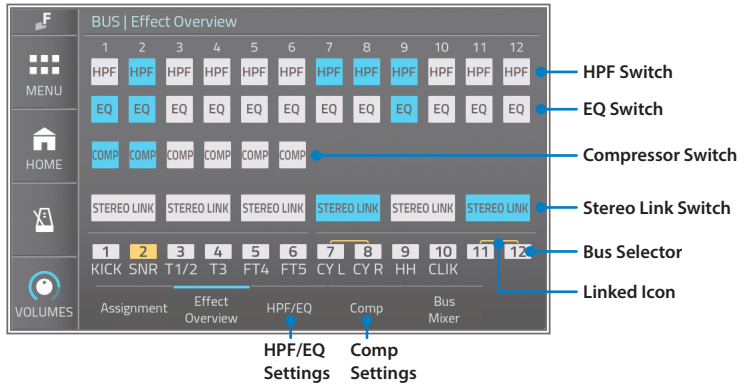 F
BUS | Effect Overview
1 2 3 4 5 6 7 8 9 10 11 12
HPF HPF HPF HPF HPF HPF HPF HPF HPF HPF HPF HPF
HPF Switch
MENU
EQ EQ EQ EQ EQ EQ EQ EQ EQ EQ EQ EQ
EQ Switch
HOME
COMP COMP COMP COMP COMP COMP
Compressor Switch
STEREO LINK STEREO LINK STEREO LINK STEREO LINK STEREO LINK STEREO LINK
Stereo Link Switch
1 2 3 4 5 6 7 8 9 10 11 12
Bus Selector
KICK SNR T1/2 T3 FT4 FT5 CY L CY R HH CLIK
Linked Icon
VOLUMES
Assignment
Effect
Overview
HPF/EQ
Comp
Bus
Mixer
HPF/EQ
Settings
Comp
Settings